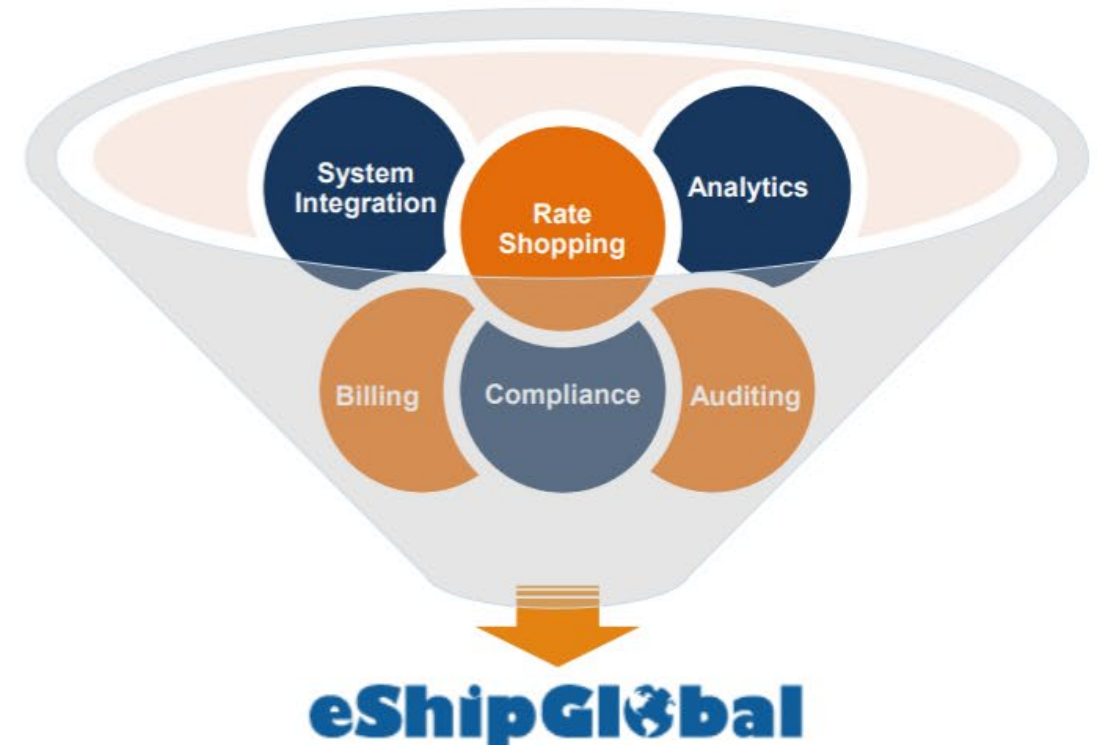 System
Integration
Rate
Shopping
Analytics
Billing
Compliance
Auditing
eShipGlobal